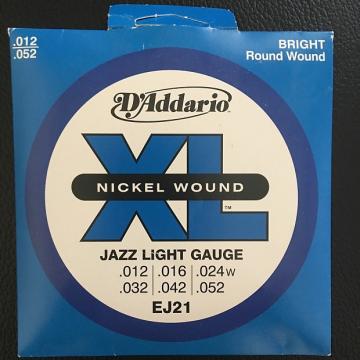 .012
.052
BRIGHT
Round Wound
D'Addario
XL
NICKEL WOUND
TM
JAZZ LIGHT GAUGE
.012 .016 .024w
.032 .042 .052
EJ21